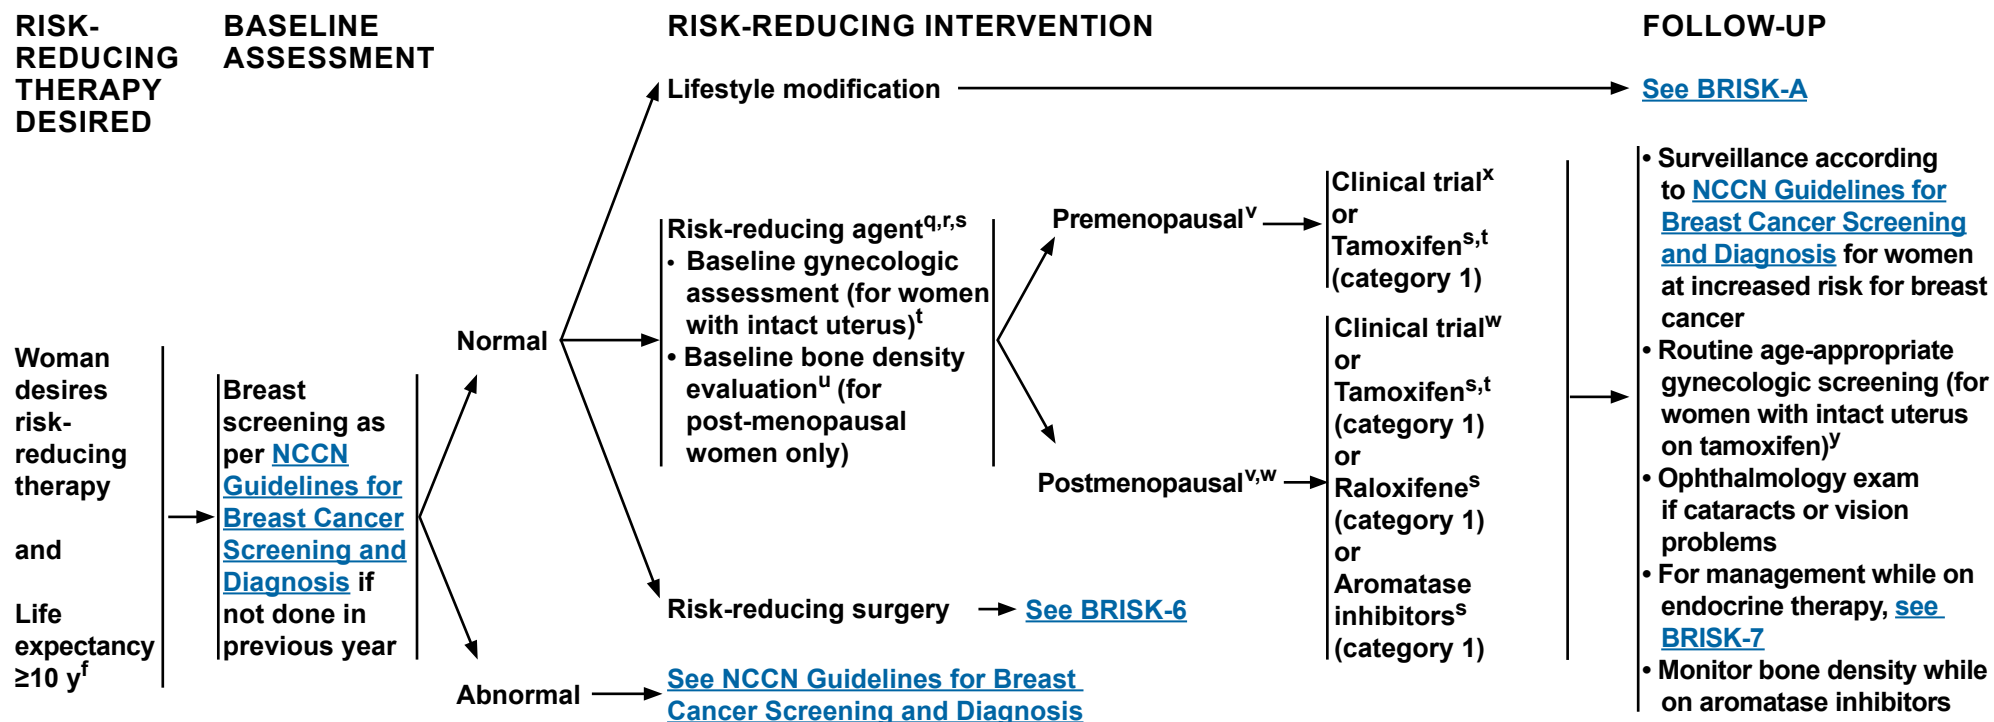 RISK-
REDUCING
THERAPY
DESIRED
BASELINE
ASSESSMENT
RISK-REDUCING INTERVENTION
FOLLOW-UP
Woman
desires
risk-
reducing
therapy
and
Life
expectancy
≥10 yf
Breast
screening as
per NCCN
Guidelines for
Breast Cancer
Screening and
Diagnosis if
not done in
previous year
Normal
Abnormal
Lifestyle modification
See BRISK-A
Risk-reducing agentq,r,s
• Baseline gynecologic
assessment (for women
with intact uterus)t
• Baseline bone density
evaluationu (for
post-menopausal
women only)
Risk-reducing surgery
See BRISK-6
See NCCN Guidelines for Breast
Cancer Screening and Diagnosis
Premenopausalv
Postmenopausalv,w
Clinical trialx
or
Tamoxifens,t
(category 1)
Clinical trialw
or
Tamoxifens,t
(category 1)
or
Raloxifenes
(category 1)
or
Aromatase
inhibitorss
(category 1)
• Surveillance according
to NCCN Guidelines for
Breast Cancer Screening
and Diagnosis for women
at increased risk for breast
cancer
• Routine age-appropriate
gynecologic screening (for
women with intact uterus
on tamoxifen)y
• Ophthalmology exam
if cataracts or vision
problems
• For management while on
endocrine therapy, see
BRISK-7
• Monitor bone density while
on aromatase inhibitors